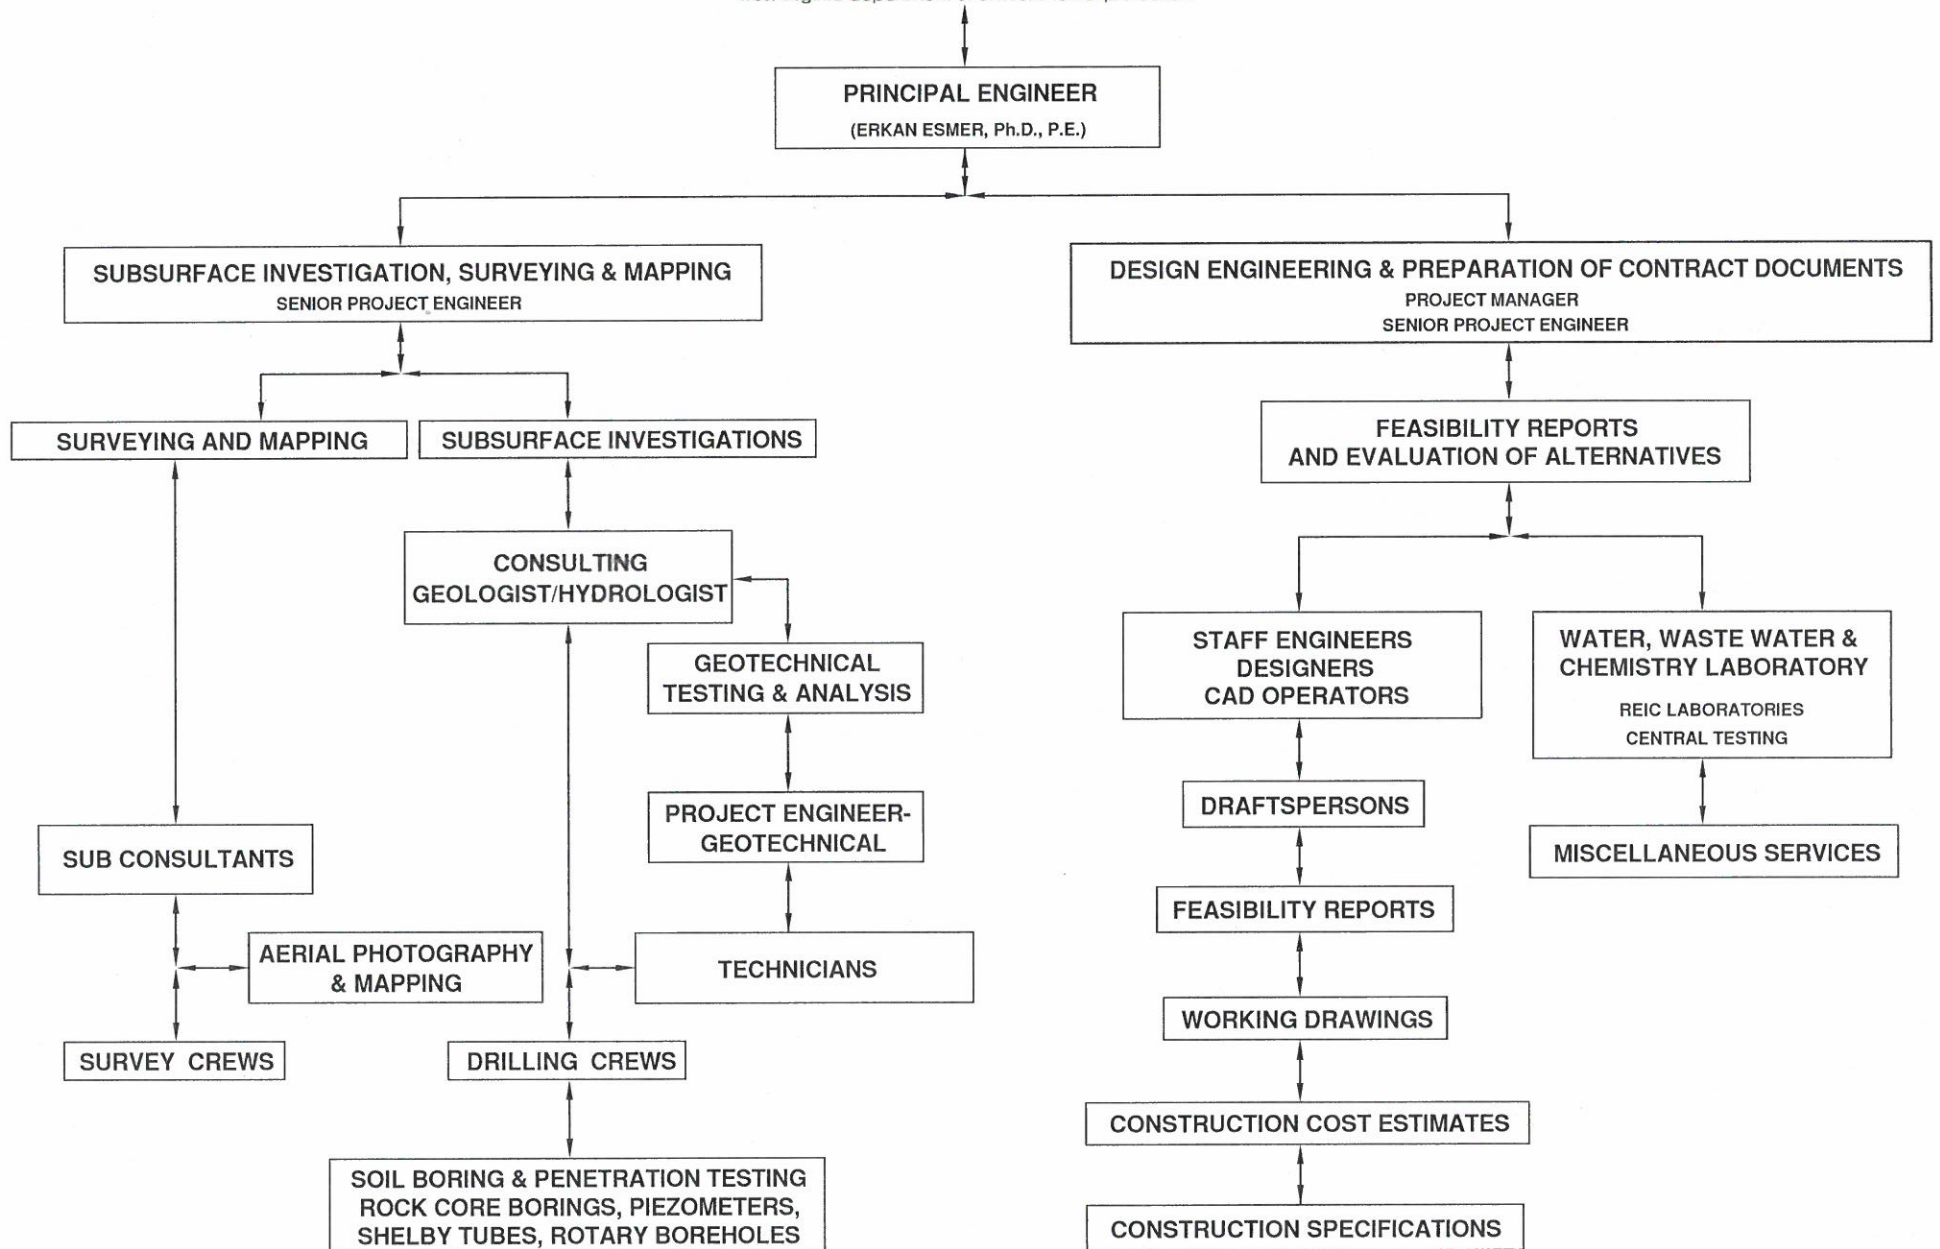 PRINCIPAL ENGINEER
(ERKAN ESMER, Ph.D., P.E.)
SUBSURFACE INVESTIGATION, SURVEYING & MAPPING
SENIOR PROJECT ENGINEER
DESIGN ENGINEERING & PREPARATION OF CONTRACT DOCUMENTS
PROJECT MANAGER
SENIOR PROJECT ENGINEER
SURVEYING AND MAPPING
SUBSURFACE INVESTIGATIONS
FEASIBILITY REPORTS
AND EVALUATION OF ALTERNATIVES
CONSULTING
GEOLOGIST/HYDROLOGIST
GEOTECHNICAL
TESTING & ANALYSIS
STAFF ENGINEERS
DESIGNERS
CAD OPERATORS
WATER, WASTE WATER &
CHEMISTRY LABORATORY
REIC LABORATORIES
CENTRAL TESTING
PROJECT ENGINEER-
GEOTECHNICAL
DRAFTSPERSONS
SUB CONSULTANTS
MISCELLANEOUS SERVICES
FEASIBILITY REPORTS
AERIAL PHOTOGRAPHY
& MAPPING
TECHNICIANS
WORKING DRAWINGS
SURVEY CREWS
DRILLING CREWS
CONSTRUCTION COST ESTIMATES
SOIL BORING & PENETRATION TESTING
ROCK CORE BORINGS, PIEZOMETERS,
SHELBY TUBES, ROTARY BOREHOLES
CONSTRUCTION SPECIFICATIONS